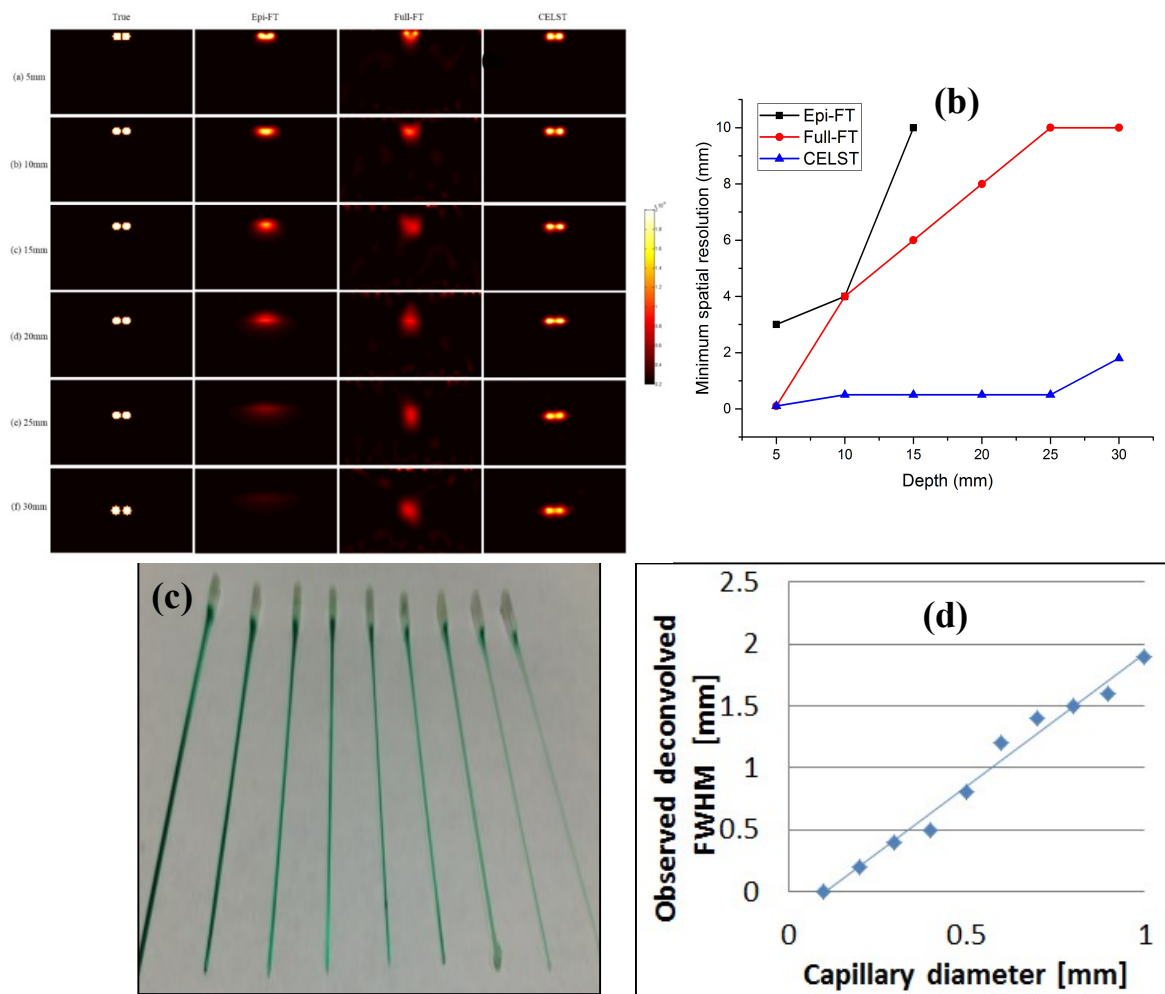 True Epi-FT Full-FT CELST
(a) 5mm
(b) 10mm
(c) 15mm
(d) 20mm
(e) 25mm
(f) 30mm
(b)
Epi-FT
Full-FT
CELST
Minimum spatial resolution (mm)
10
8
6
4
2
0
5 10 15 20 25 30
Depth (mm)
(c)
(d)
Observed deconvolved
FWHM [mm]
2.5
2
1.5
1
0.5
0
0 0.5 1
Capillary diameter [mm]